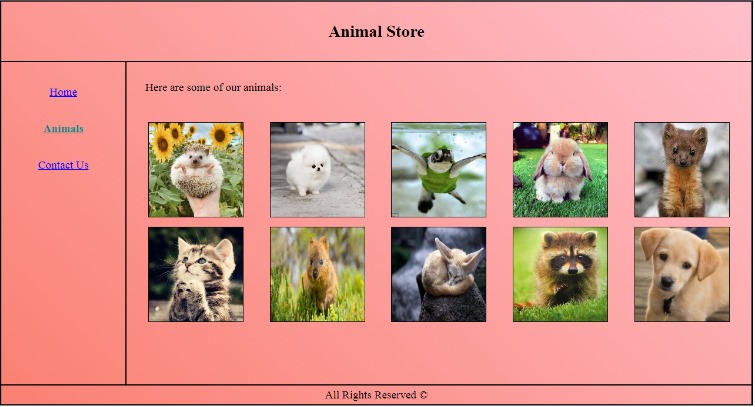 Animal Store
Home
Animals
Contact Us
Here are some of our animals:
All Rights Reserved ©